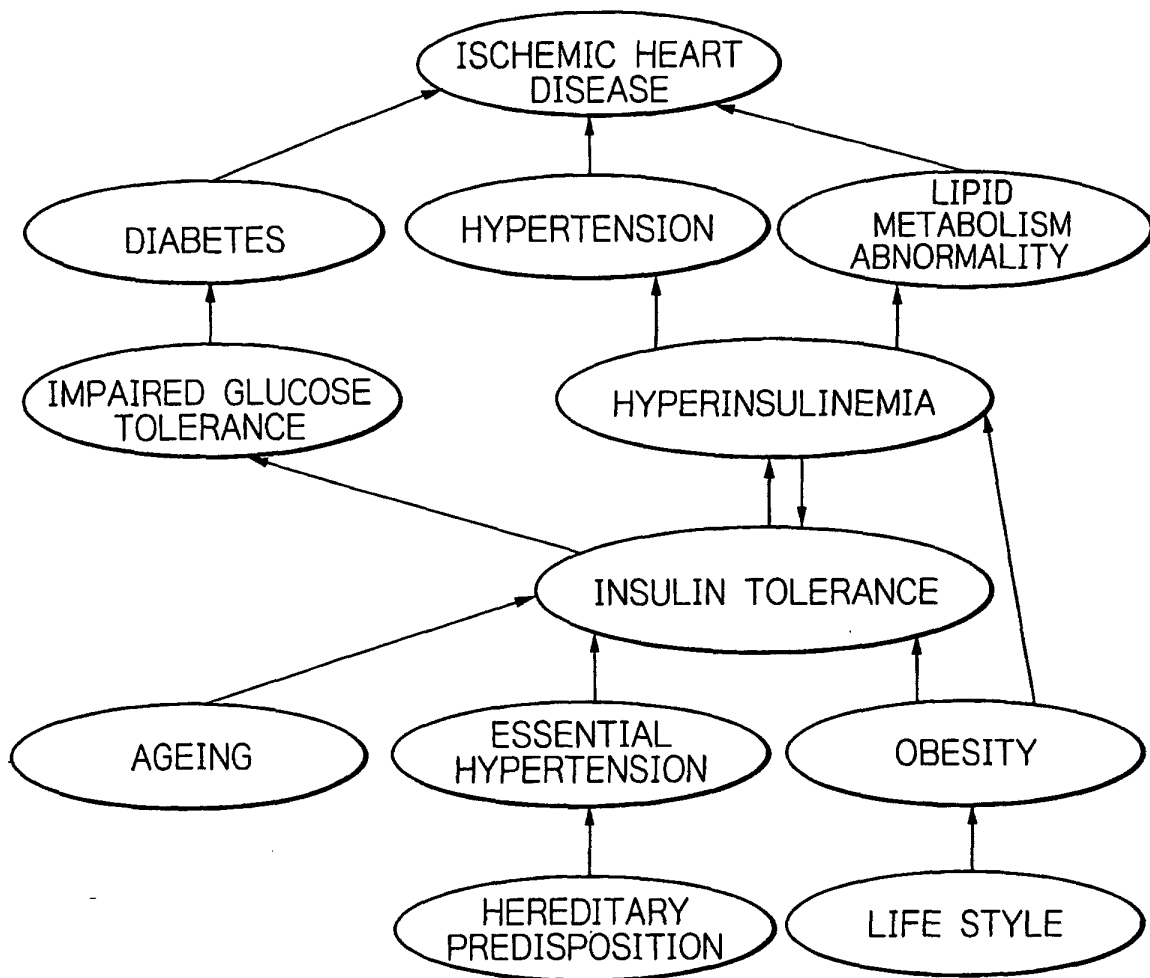 ISCHEMIC HEART
DISEASE
DIABETES
HYPERTENSION
LIPID
METABOLISM
ABNORMALITY
IMPAIRED GLUCOSE
TOLERANCE
HYPERINSULINEMIA
INSULIN TOLERANCE
AGEING
ESSENTIAL
HYPERTENSION
OBESITY
HEREDITARY
PREDISPOSITION
LIFE STYLE